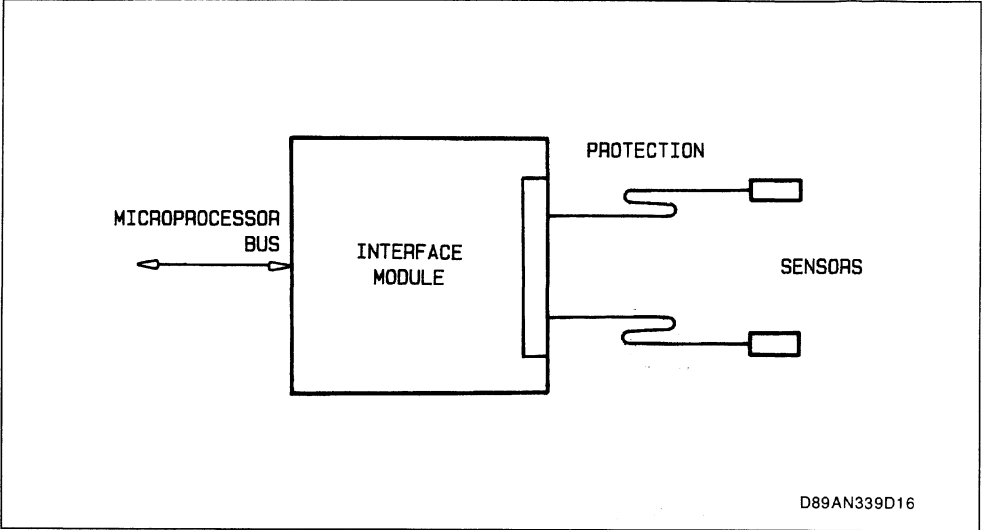 PROTECTION
MICROPROCESSOR
BUS
INTERFACE
MODULE
SENSORS
D89AN339D16